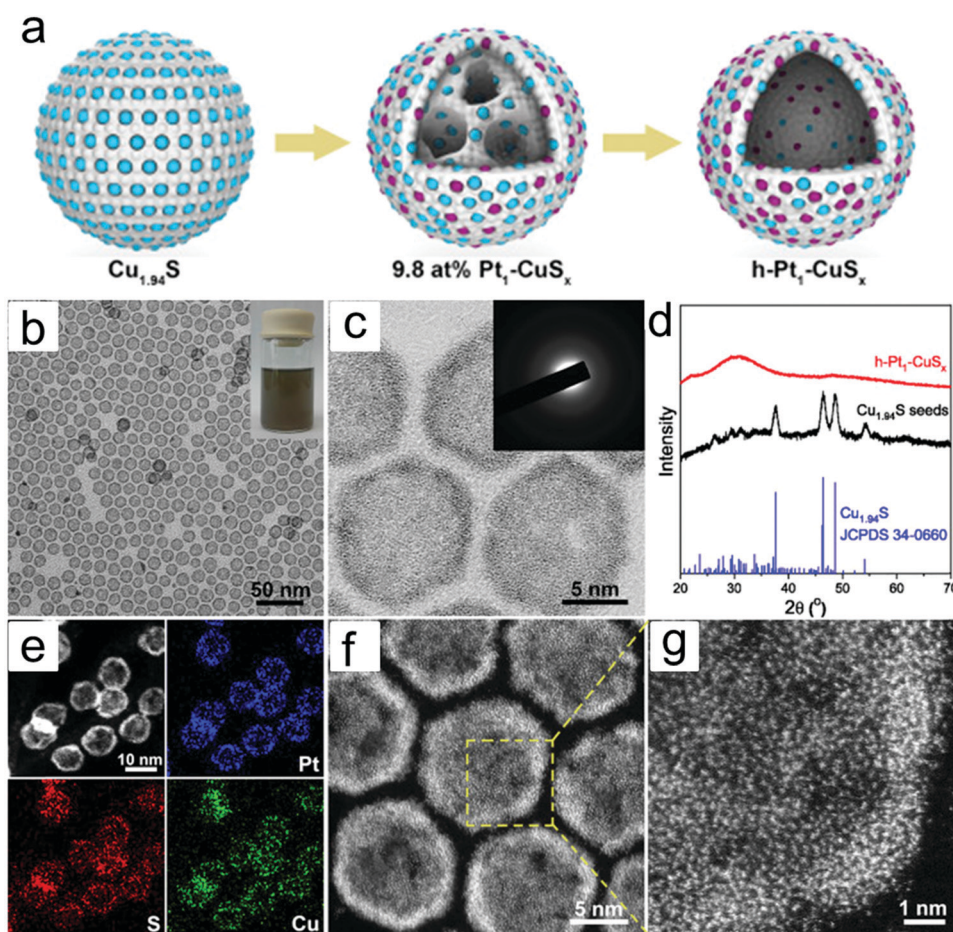 a
Cu₁.₉₄S
9.8 at% Pt₁-CuSₓ
h-Pt₁-CuSₓ
b
50 nm
c
5 nm
d
h-Pt₁-CuSₓ
Cu₁.₉₄S seeds
Cu₁.₉₄S
JCPDS 34-0660
Intensity
20 30 40 50 60 70
2θ (°)
e
10 nm
Pt
S
Cu
f
5 nm
g
1 nm